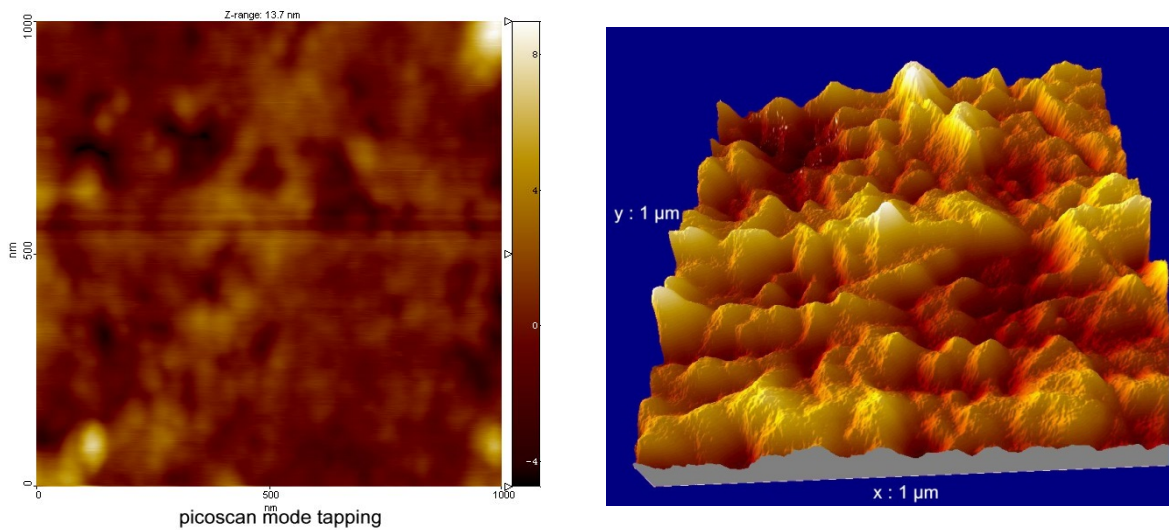 Z-range: 13.7 nm
1000
8
4
nm
500
0
-4
0
0
500
1000
nm
picoscan mode tapping
y : 1 µm
x : 1 µm